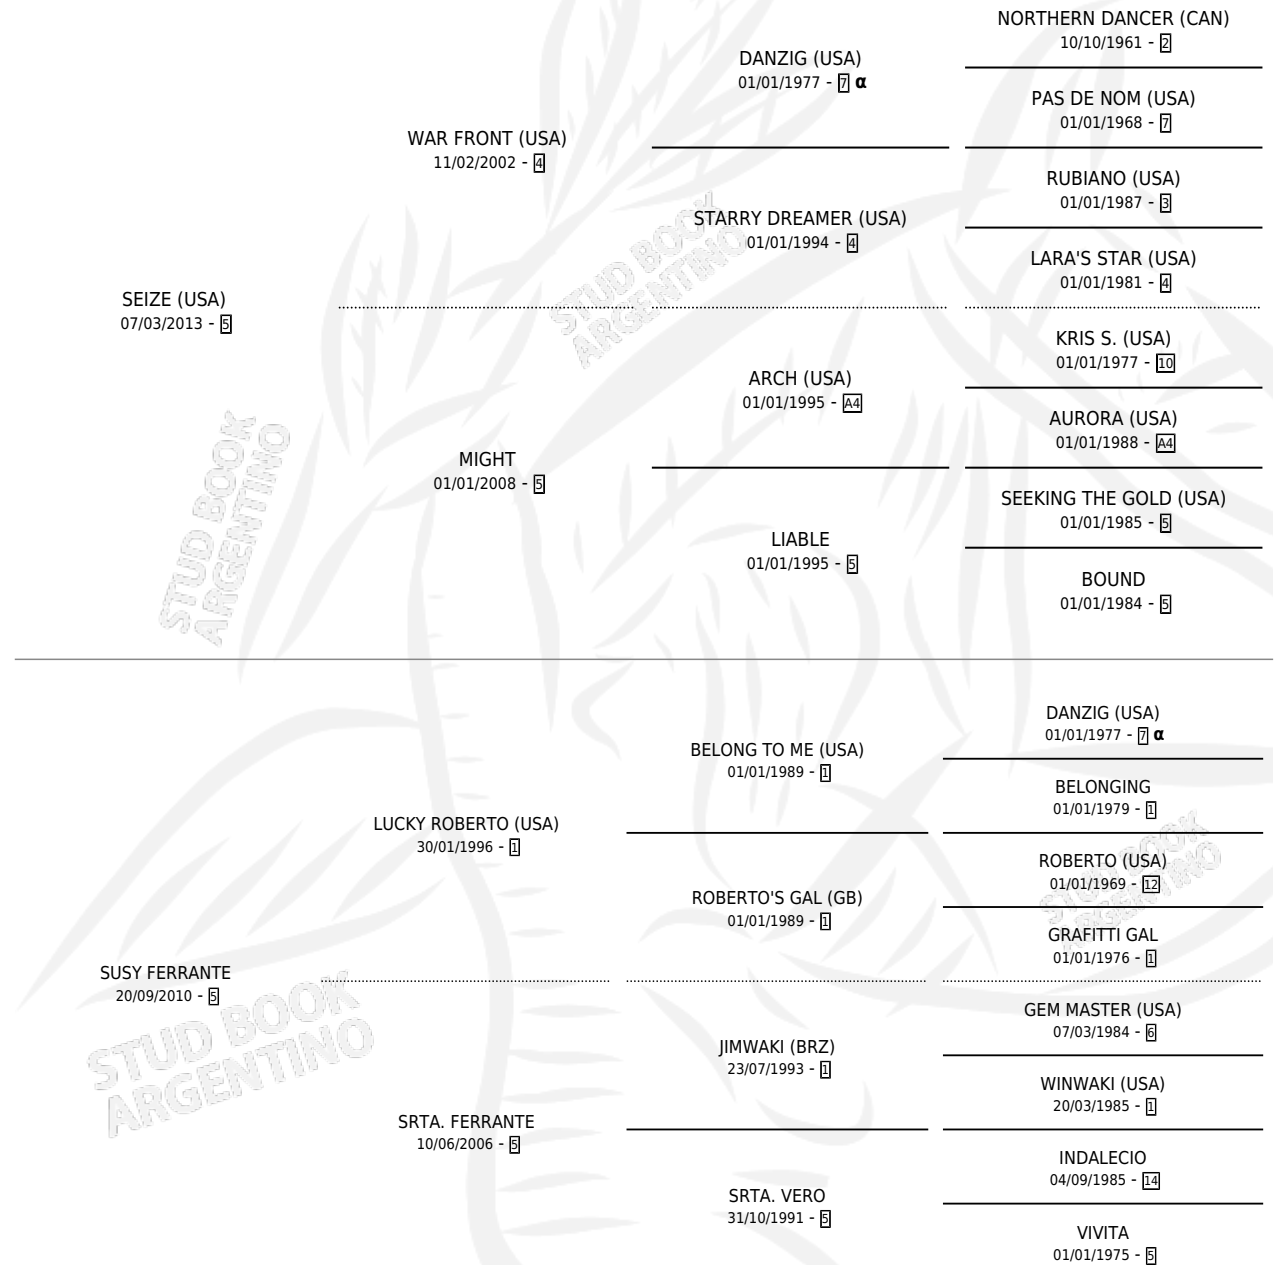 NORTHERN DANCER (CAN)
10/10/1961 - 2
DANZIG (USA)
01/01/1977 - 7 α
PAS DE NOM (USA)
01/01/1968 - 7
WAR FRONT (USA)
11/02/2002 - 4
RUBIANO (USA)
01/01/1987 - 3
STARRY DREAMER (USA)
01/01/1994 - 4
LARA'S STAR (USA)
01/01/1981 - 4
SEIZE (USA)
07/03/2013 - 5
KRIS S. (USA)
01/01/1977 - 10
ARCH (USA)
01/01/1995 - A4
AURORA (USA)
01/01/1988 - A4
MIGHT
01/01/2008 - 5
SEEKING THE GOLD (USA)
01/01/1985 - 5
LIABLE
01/01/1995 - 5
BOUND
01/01/1984 - 5
STUD BOOK
ARGENTINO
STUD BOOK
ARGENTINO
DANZIG (USA)
01/01/1977 - 7 α
BELONG TO ME (USA)
01/01/1989 - 1
BELONGING
01/01/1979 - 1
LUCKY ROBERTO (USA)
30/01/1996 - 1
ROBERTO (USA)
01/01/1969 - 12
ROBERTO'S GAL (GB)
01/01/1989 - 1
GRAFITTI GAL
01/01/1976 - 1
SUSY FERRANTE
20/09/2010 - 5
GEM MASTER (USA)
07/03/1984 - 6
JIMWAKI (BRZ)
23/07/1993 - 1
WINWAKI (USA)
20/03/1985 - 1
SRTA. FERRANTE
10/06/2006 - 5
INDALECIO
04/09/1985 - 14
SRTA. VERO
31/10/1991 - 5
VIVITA
01/01/1975 - 5
STUD BOOK
ARGENTINO
STUD BOOK
ARGENTINO